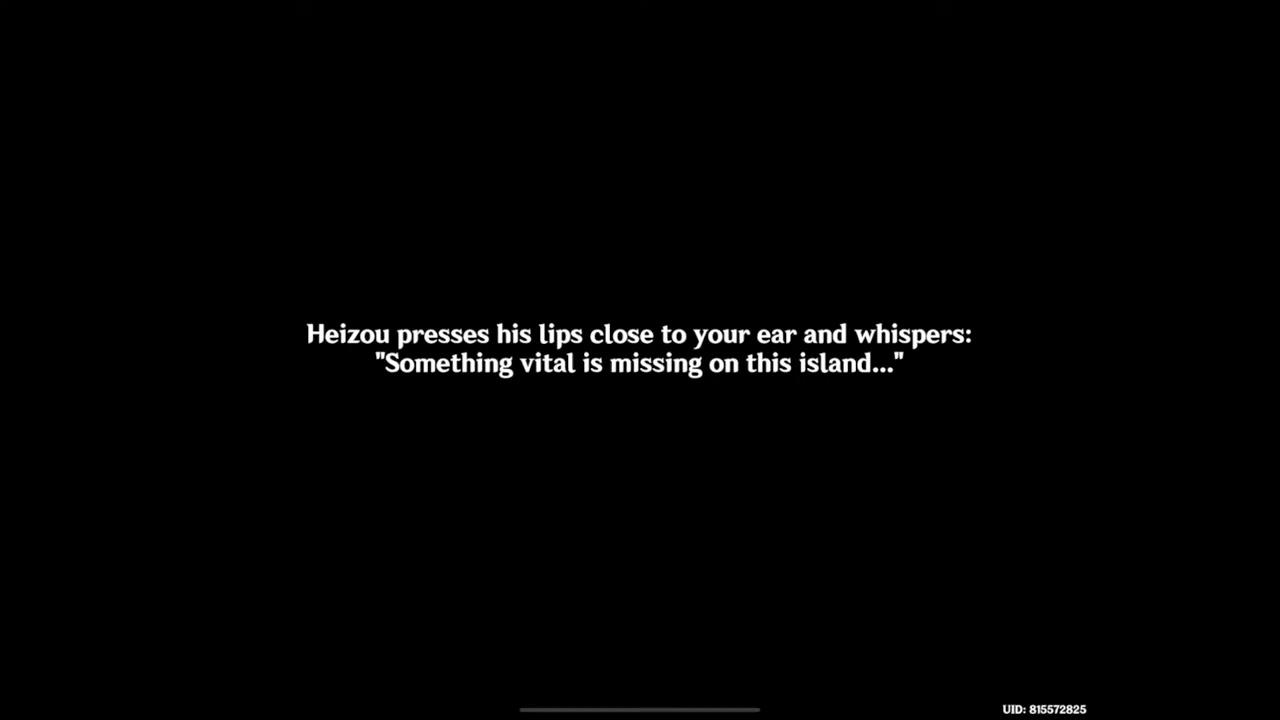 Heizou presses his lips close to your ear and whispers:
"Something vital is missing on this island..."
UID: 815572825